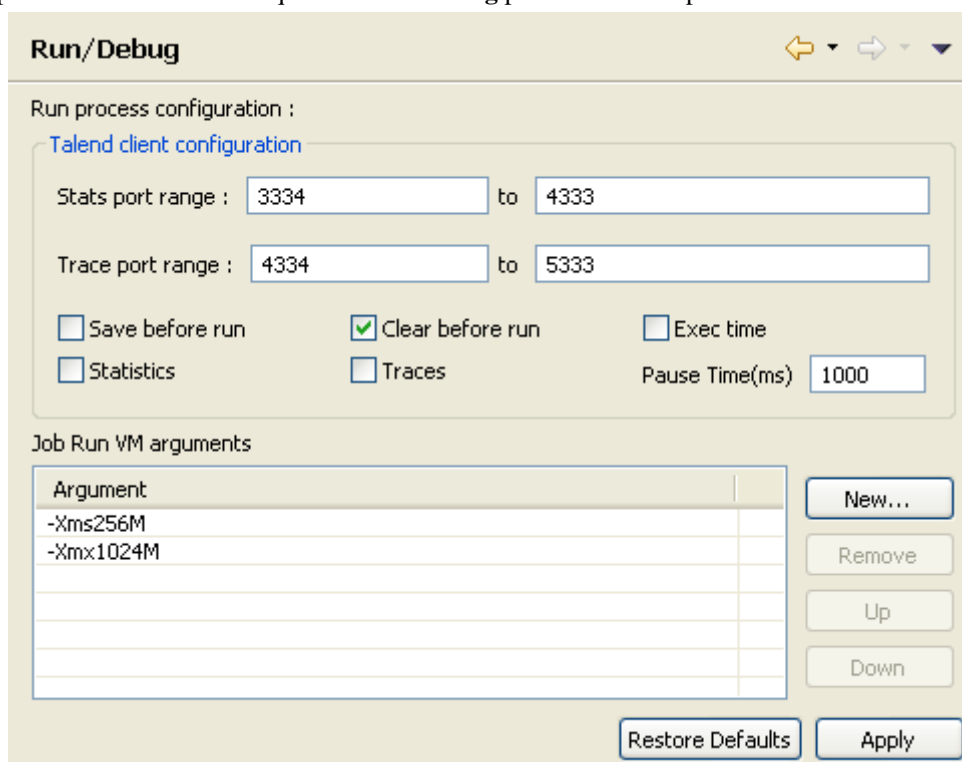 Run/Debug
Run process configuration :
Talend client configuration
Stats port range : 3334 to 4333
Trace port range : 4334 to 5333
Save before run Clear before run Exec time
Statistics Traces Pause Time(ms) 1000
Job Run VM arguments
Argument
New...
-Xms256M
-Xmx1024M
Remove
Up
Down
Restore Defaults Apply